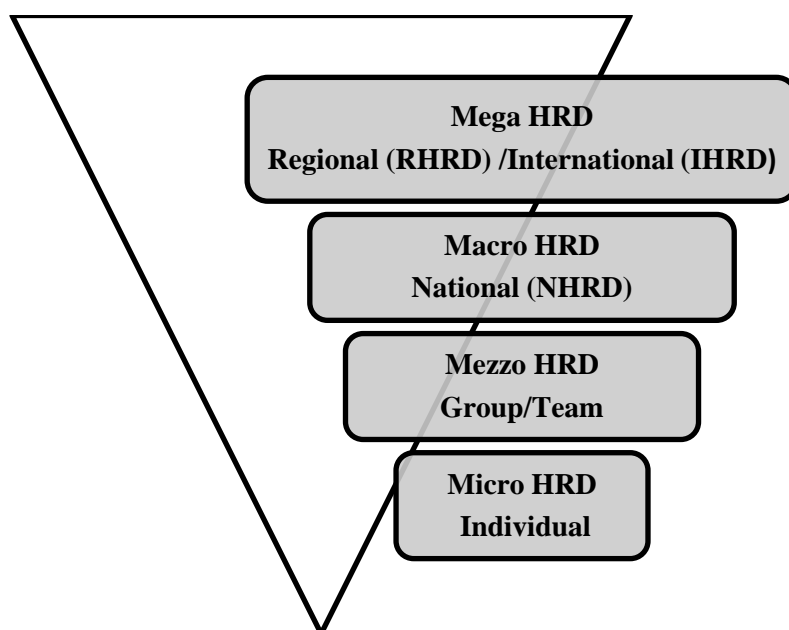 Mega HRD
Regional (RHRD) /International (IHRD)
Macro HRD
National (NHRD)
Mezzo HRD
Group/Team
Micro HRD
Individual